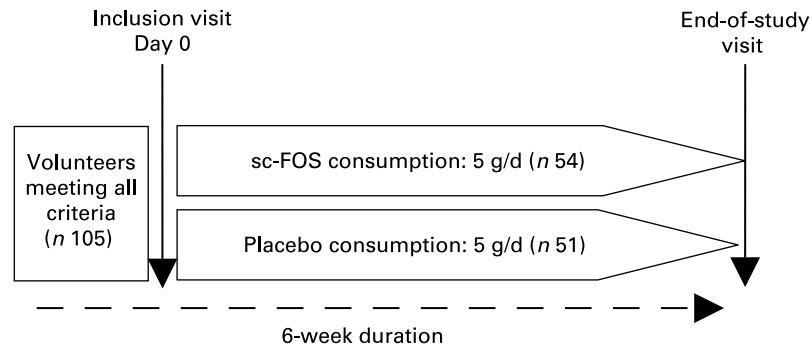 Inclusion visit
Day 0
End-of-study
visit
Volunteers
meeting all
criteria
(n 105)
sc-FOS consumption: 5 g/d (n 54)
Placebo consumption: 5 g/d (n 51)
6-week duration